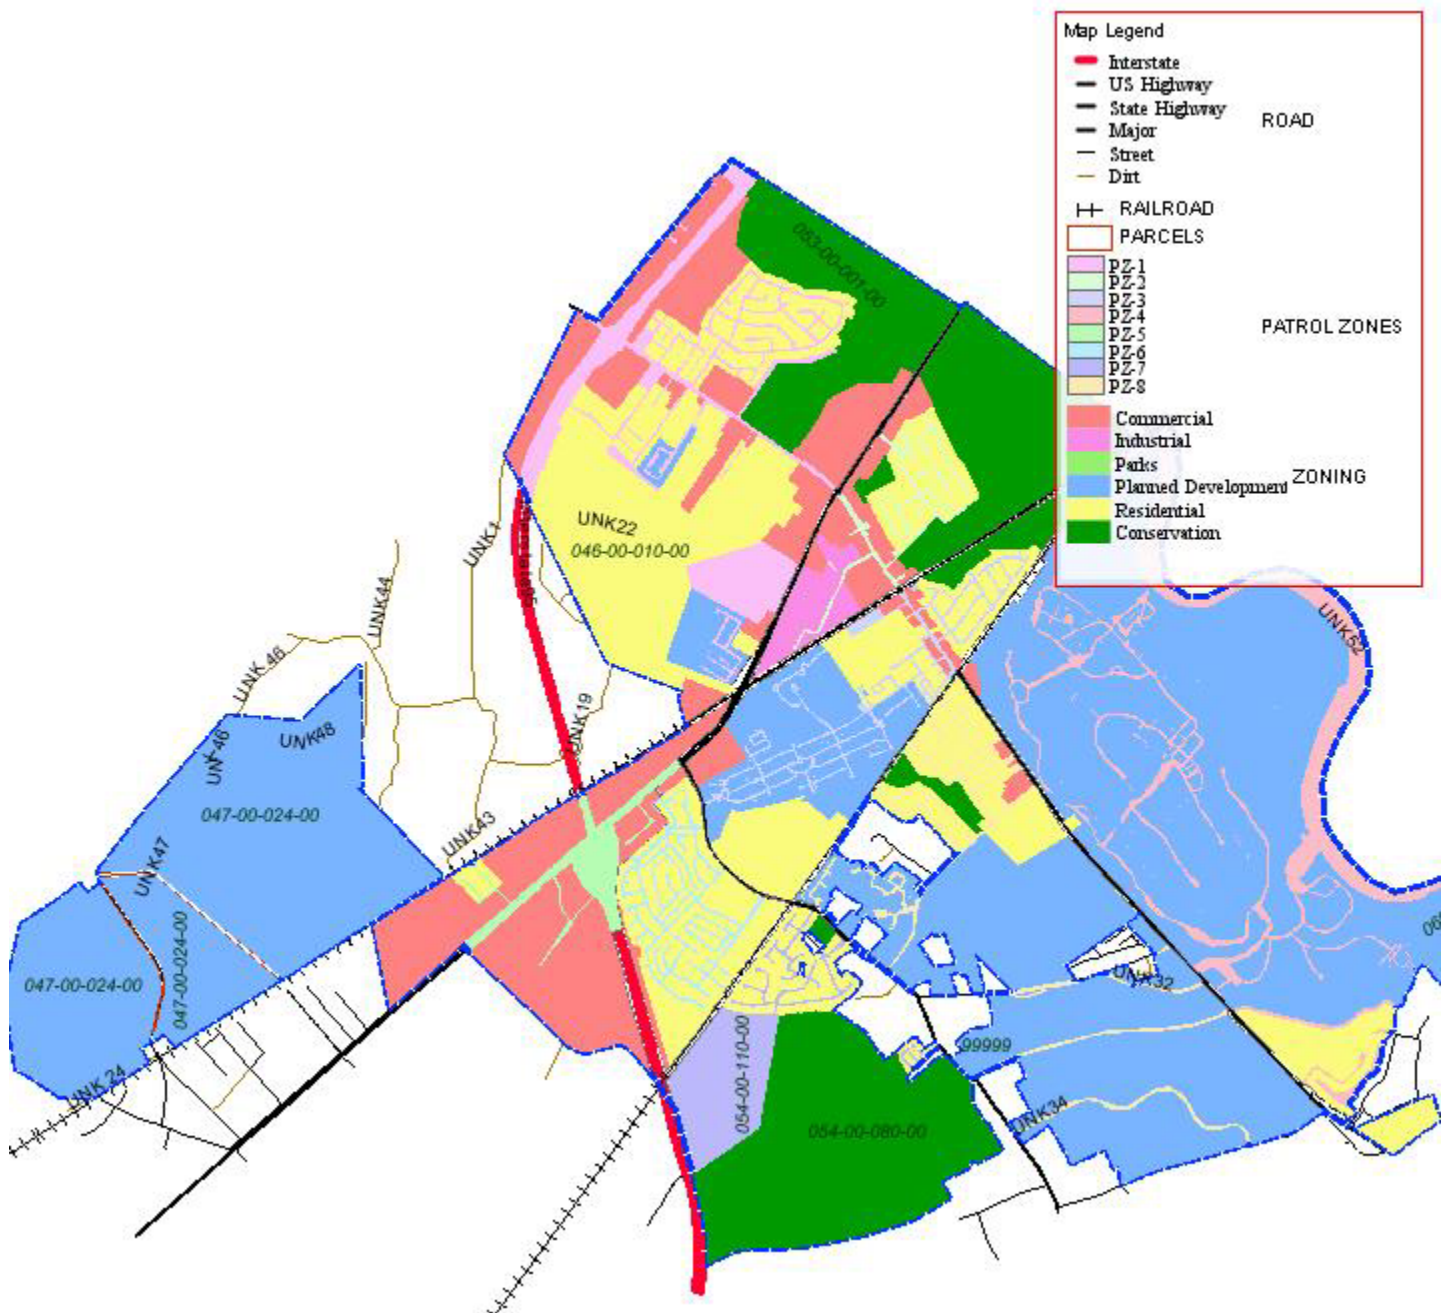 Map Legend
Interstate
US Highway
State Highway
Major
Street
Dirt
ROAD
RAILROAD
PARCELS
PZ-1
PZ-2
PZ-3
PZ-4
PZ-5
PZ-6
PZ-7
PZ-8
PATROL ZONES
Commercial
Industrial
Parks
Planned Development
Residential
Conservation
ZONING
053-00-001-00
UNK22
046-00-010-00
UNK1
UNK44
UNK52
UNK 46
UNK19
UNK48
UNK46
047-00-024-00
UNK43
UNK47
047-00-024-00
047-00-024-00
UNK32
99999
054-00-110-00
UNK 24
UNK34
054-00-080-00